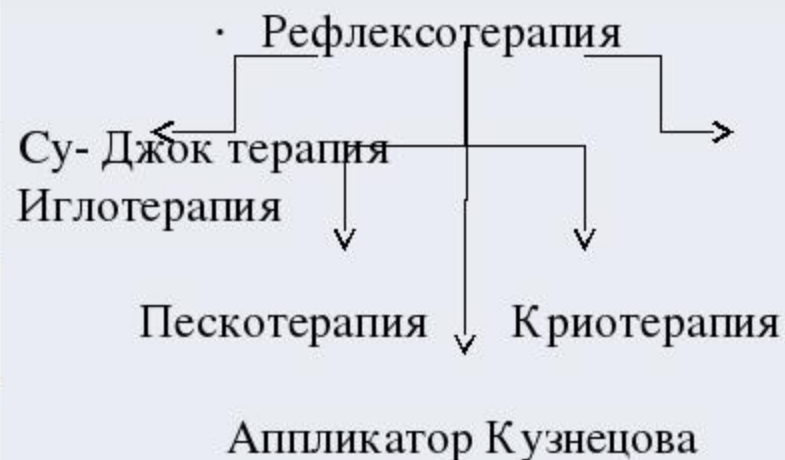 · Рефлексотерапия
Су- Джок терапия
Иглотерапия
Пескотерапия Криотерапия
Аппликатор Кузнецова